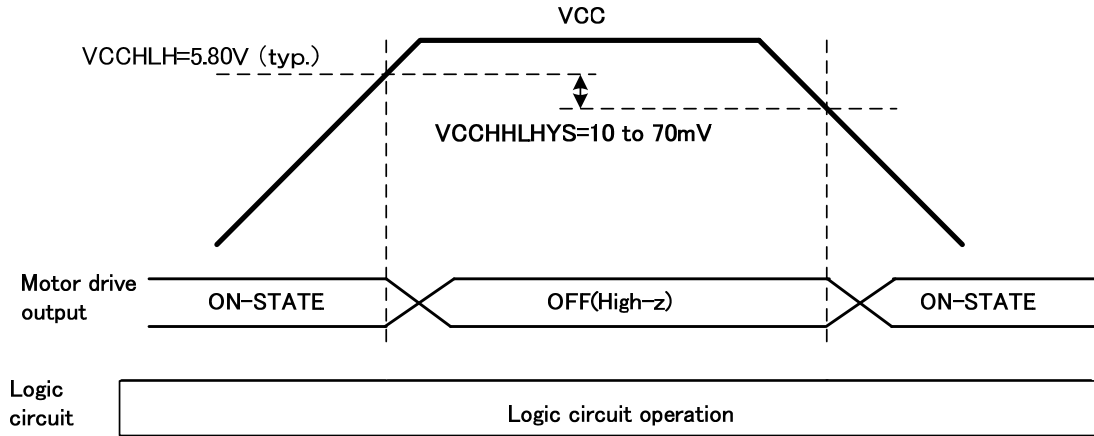 VCC
VCCHLH=5.80V (typ.)
VCCHHLHYS=10 to 70mV
Motor drive
output
ON-STATE
OFF(High-z)
ON-STATE
Logic
circuit
Logic circuit operation